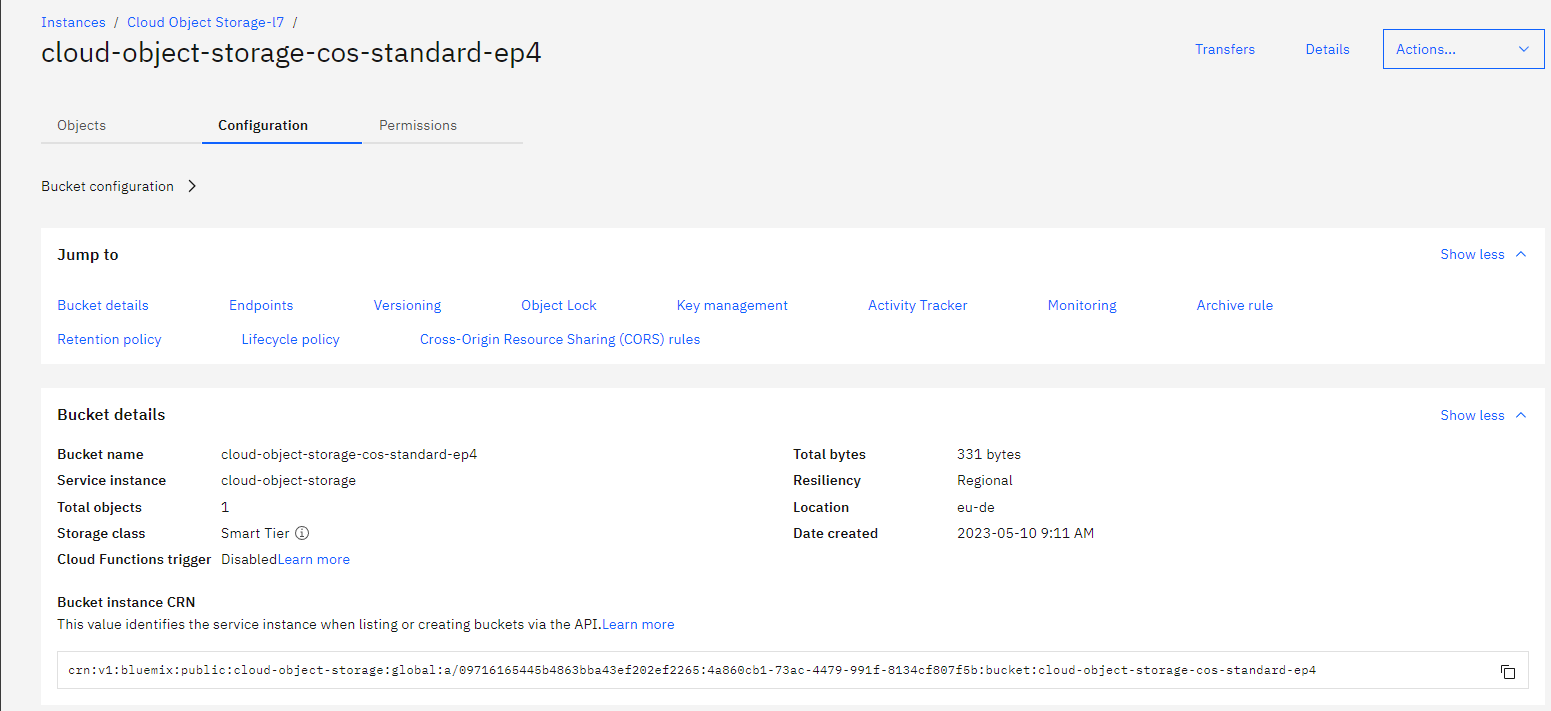 Instances / Cloud Object Storage-l7 /
cloud-object-storage-cos-standard-ep4
Transfers Details Actions...
Objects Configuration Permissions
Bucket configuration
Jump to Show less
Bucket details Endpoints Versioning Object Lock Key management Activity Tracker Monitoring Archive rule
Retention policy Lifecycle policy Cross-Origin Resource Sharing (CORS) rules
Bucket details Show less
Bucket name cloud-object-storage-cos-standard-ep4 Total bytes 331 bytes
Service instance cloud-object-storage Resiliency Regional
Total objects 1 Location eu-de
Storage class Smart Tier Date created 2023-05-10 9:11 AM
Cloud Functions trigger DisabledLearn more
Bucket instance CRN
This value identifies the service instance when listing or creating buckets via the API.Learn more
crn:v1:bluemix:public:cloud-object-storage:global:a/09716165445b4863bba43ef202ef2265:4a860cb1-73ac-4479-991f-8134cf807f5b:bucket:cloud-object-storage-cos-standard-ep4